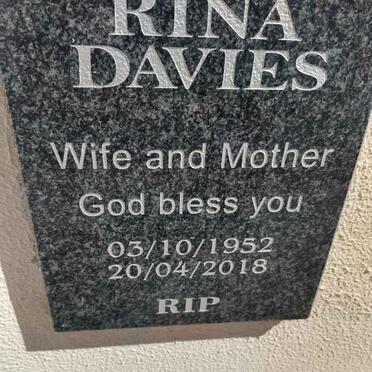 RINA
DAVIES
Wife and Mother
God bless you
03/10/1952
20/04/2018
RIP